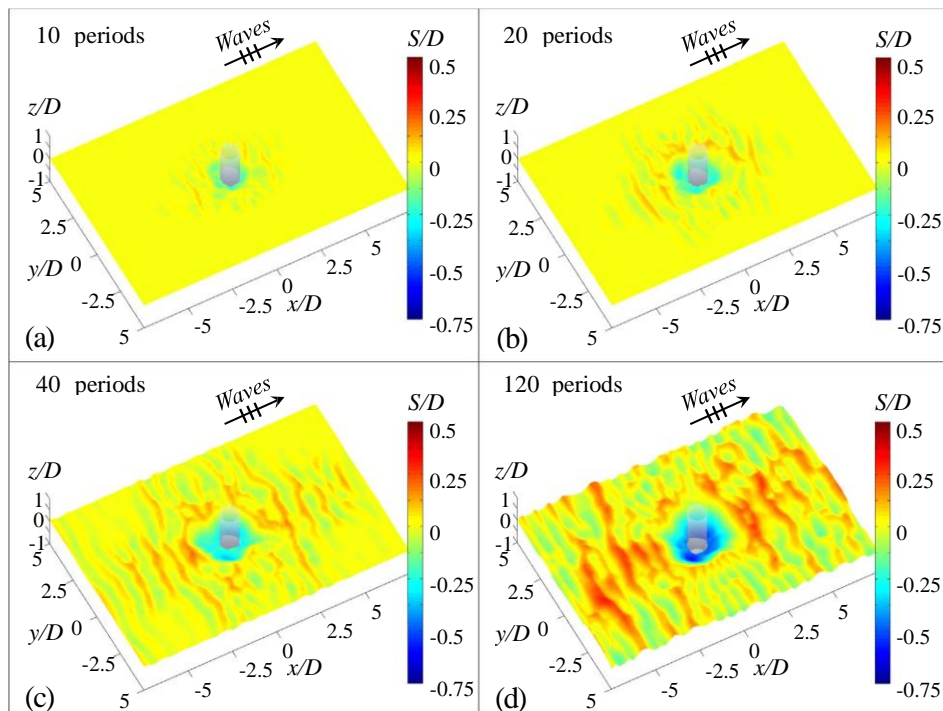 10 periods
Waves
S/D
0.5
0.25
0
-0.25
-0.5
-0.75
z/D
1
0
-1
5
2.5
y/D 0
-2.5
5
-5
-2.5
0
2.5
5
x/D
(a)
20 periods
Waves
S/D
0.5
0.25
0
-0.25
-0.5
-0.75
z/D
1
0
-1
5
2.5
y/D 0
-2.5
5
-5
-2.5
0
2.5
5
x/D
(b)
40 periods
Waves
S/D
0.5
0.25
0
-0.25
-0.5
-0.75
z/D
1
0
-1
5
2.5
y/D 0
-2.5
5
-5
-2.5
0
2.5
5
x/D
(c)
120 periods
Waves
S/D
0.5
0.25
0
-0.25
-0.5
-0.75
z/D
1
0
-1
5
2.5
y/D 0
-2.5
5
-5
-2.5
0
2.5
5
x/D
(d)